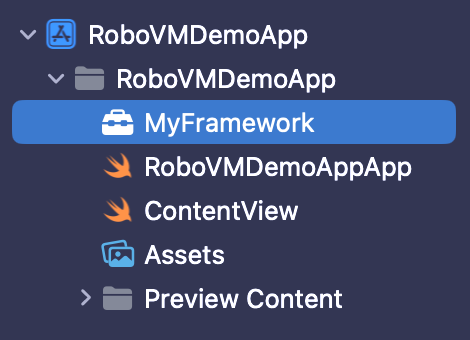 RoboVMDemoApp
RoboVMDemoApp
MyFramework
RoboVMDemoAppApp
ContentView
Assets
Preview Content